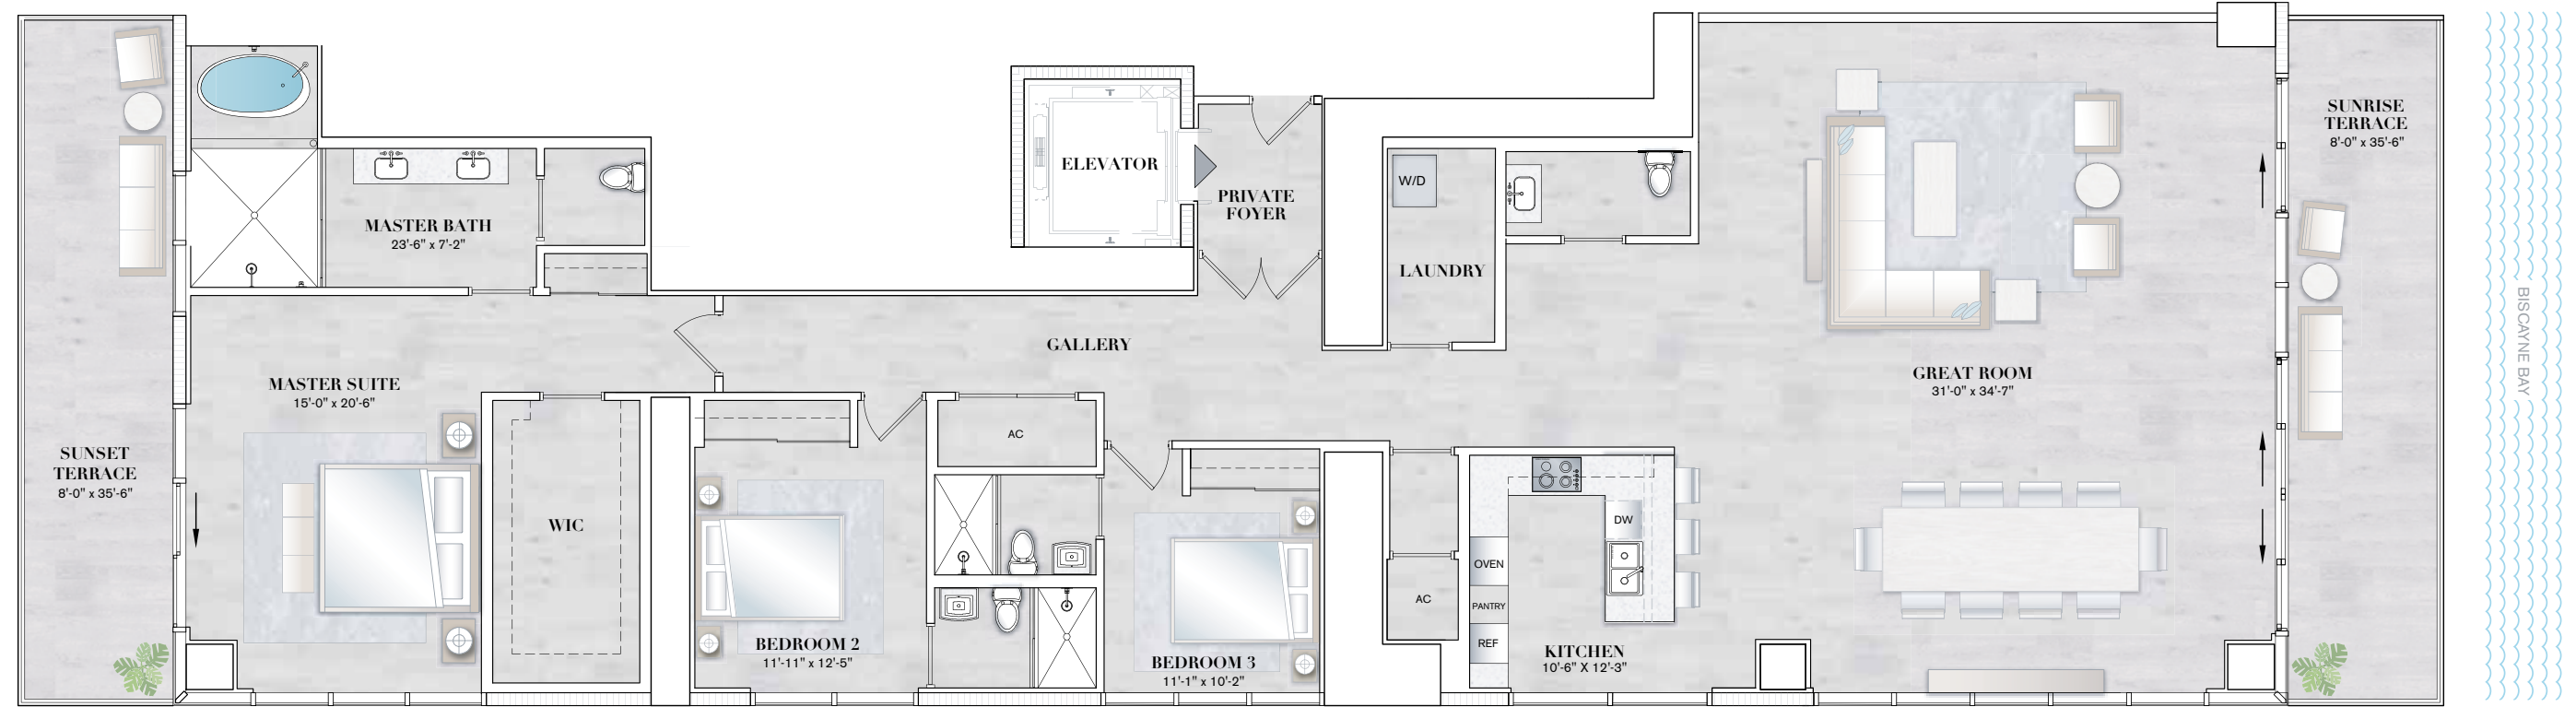 SUNSET
TERRACE
8'-0" x 35'-6"
MASTER BATH
23'-6" x 7'-2"
MASTER SUITE
15'-0" x 20'-6"
WIC
ELEVATOR
PRIVATE
FOYER
GALLERY
AC
BEDROOM 2
11'-11" x 12'-5"
BEDROOM 3
11'-1" x 10'-2"
W/D
LAUNDRY
AC
DW
OVEN
PANTRY
REF
KITCHEN
10'-6" X 12'-3"
GREAT ROOM
31'-0" x 34'-7"
SUNRISE
TERRACE
8'-0" x 35'-6"
BISCAYNE BAY